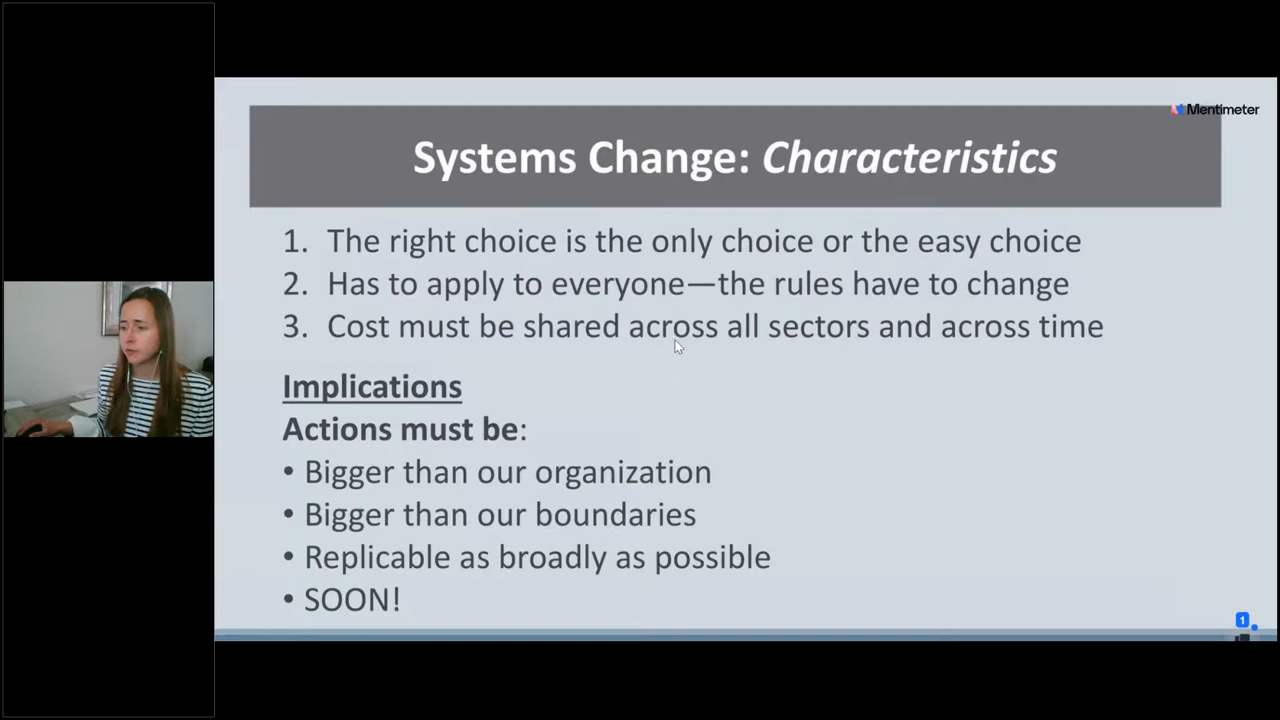 Mentimeter
Systems Change: Characteristics
1. The right choice is the only choice or the easy choice
2. Has to apply to everyone—the rules have to change
3. Cost must be shared across all sectors and across time
Implications
Actions must be:
• Bigger than our organization
• Bigger than our boundaries
• Replicable as broadly as possible
• SOON!
1